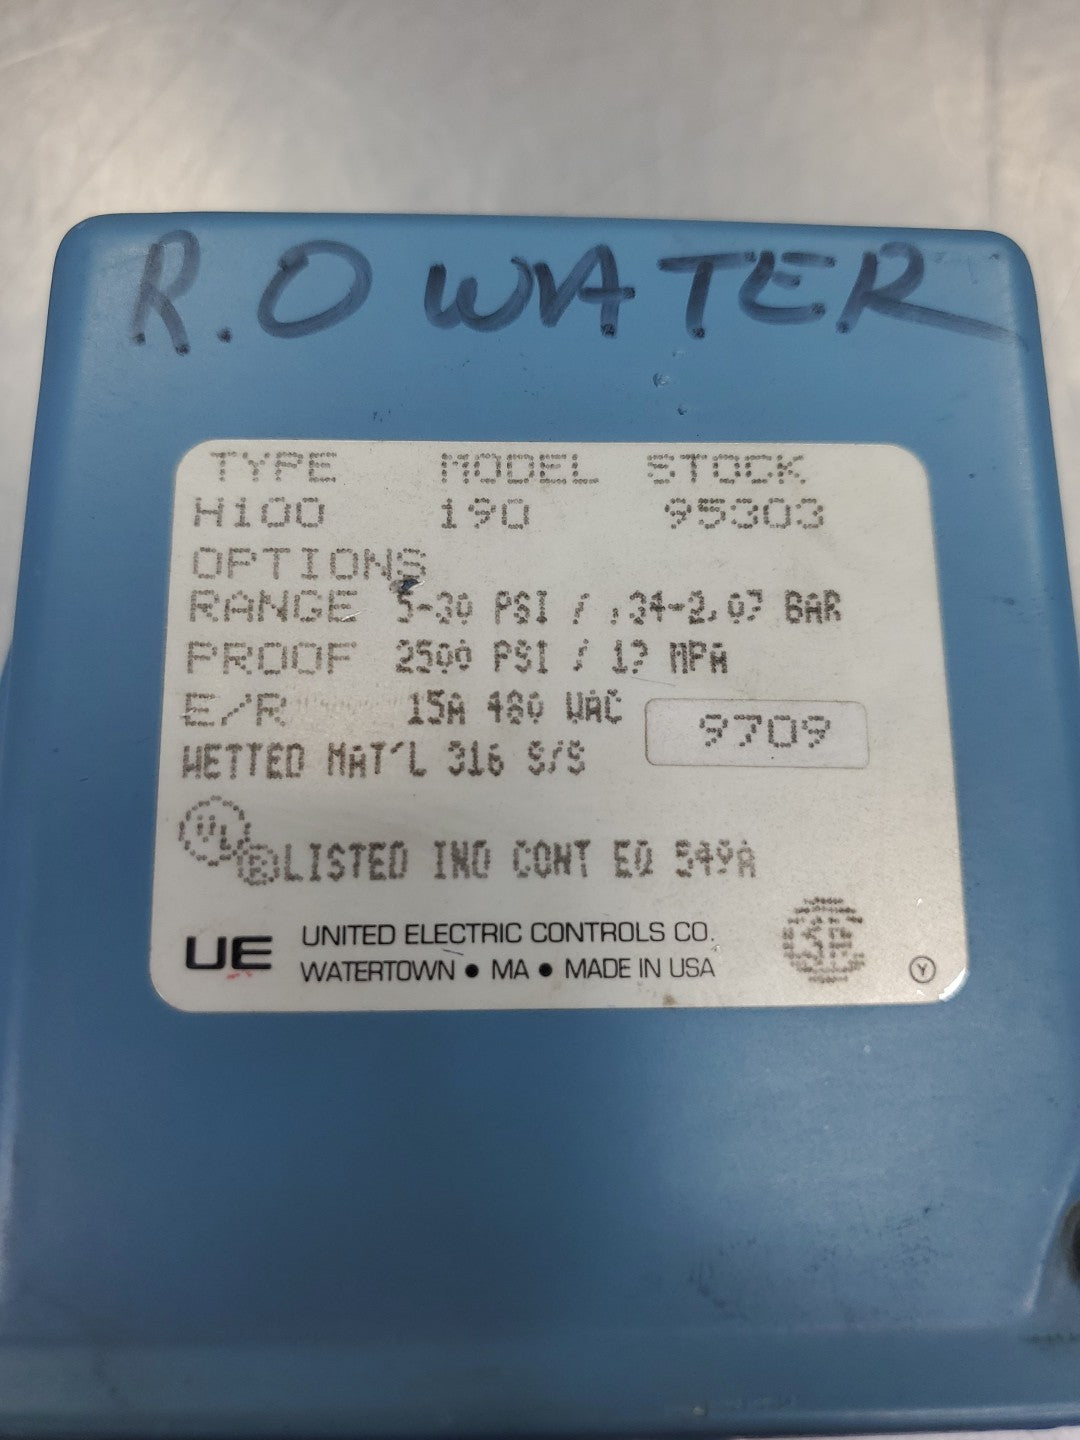 R.O WATER
TYPE MODEL STOCK
H100 190 95303
OPTIONS
RANGE 5-30 PSI / .34-2.07 BAR
PROOF 2500 PSI / 17 MPA
E/R 15A 480 VAC
9709
WETTED MAT'L 316 S/S
UL LISTED IND CONT EQ 549A
UE UNITED ELECTRIC CONTROLS CO.
WATERTOWN • MA • MADE IN USA
Y